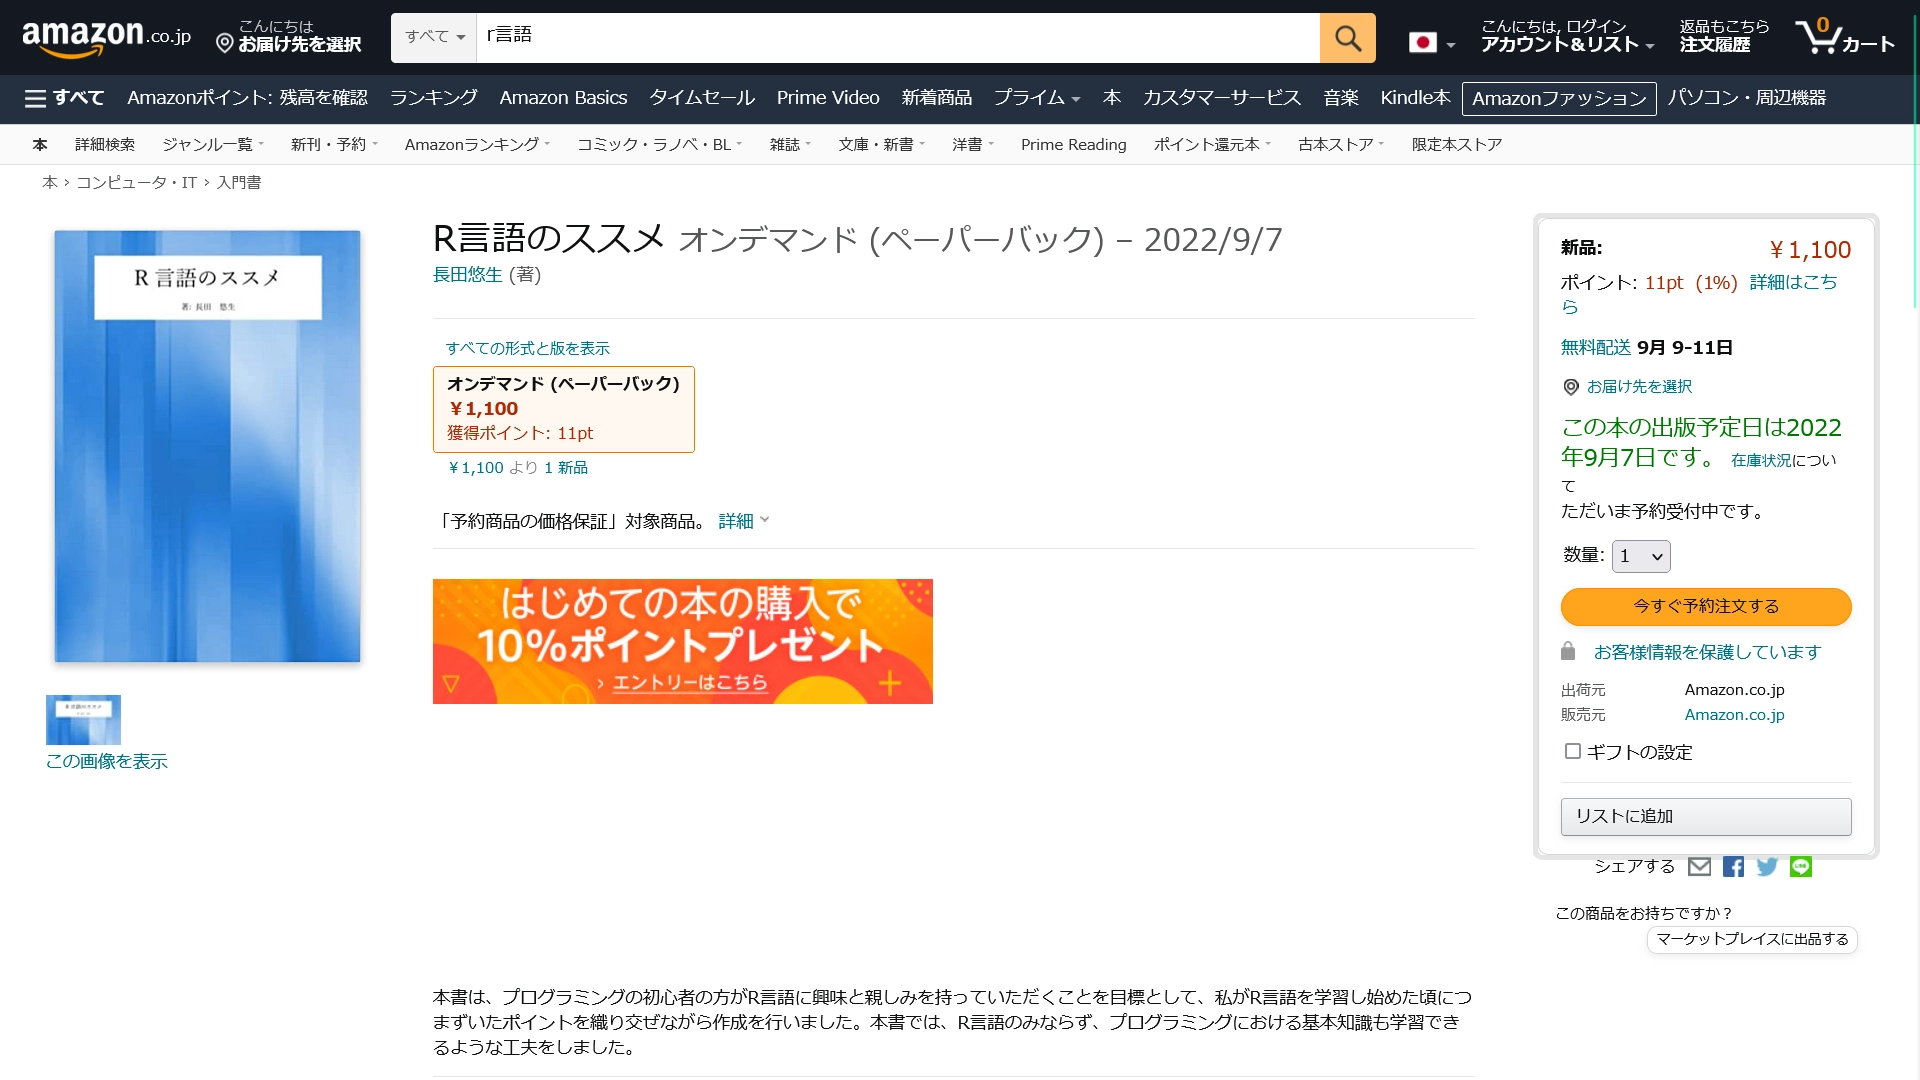 amazon.co.jp
こんにちは
お届け先を選択
すべて
r言語
こんにちは, ログイン
アカウント&リスト
返品もこちら
注文履歴
0
カート
すべて
Amazonポイント: 残高を確認
ランキング
Amazon Basics
タイムセール
Prime Video
新着商品
プライム
本
カスタマーサービス
音楽
Kindle本
Amazonファッション
パソコン・周辺機器
本
詳細検索
ジャンル一覧
新刊・予約
Amazonランキング
コミック・ラノベ・BL
雑誌
文庫・新書
洋書
Prime Reading
ポイント還元本
古本ストア
限定本ストア
本 › コンピュータ・IT › 入門書
R 言語のススメ
著: 長田 悠生
この画像を表示
R言語のススメ オンデマンド (ペーパーバック) – 2022/9/7
長田悠生 (著)
すべての形式と版を表示
オンデマンド (ペーパーバック)
￥1,100
獲得ポイント: 11pt
￥1,100 より 1 新品
「予約商品の価格保証」対象商品。 詳細
はじめての本の購入で
10%ポイントプレゼント
› エントリーはこちら
本書は、プログラミングの初心者の方がR言語に興味と親しみを持っていただくことを目標として、私がR言語を学習し始めた頃につ
まずいたポイントを織り交ぜながら作成を行いました。本書では、R言語のみならず、プログラミングにおける基本知識も学習でき
るような工夫をしました。
新品: ￥1,100
ポイント: 11pt (1%) 詳細はこち
ら
無料配送 9月 9-11日
お届け先を選択
この本の出版予定日は2022
年9月7日です。 在庫状況につい
て
ただいま予約受付中です。
数量: 1
今すぐ予約注文する
お客様情報を保護しています
出荷元 Amazon.co.jp
販売元 Amazon.co.jp
ギフトの設定
リストに追加
シェアする
この商品をお持ちですか？
マーケットプレイスに出品する